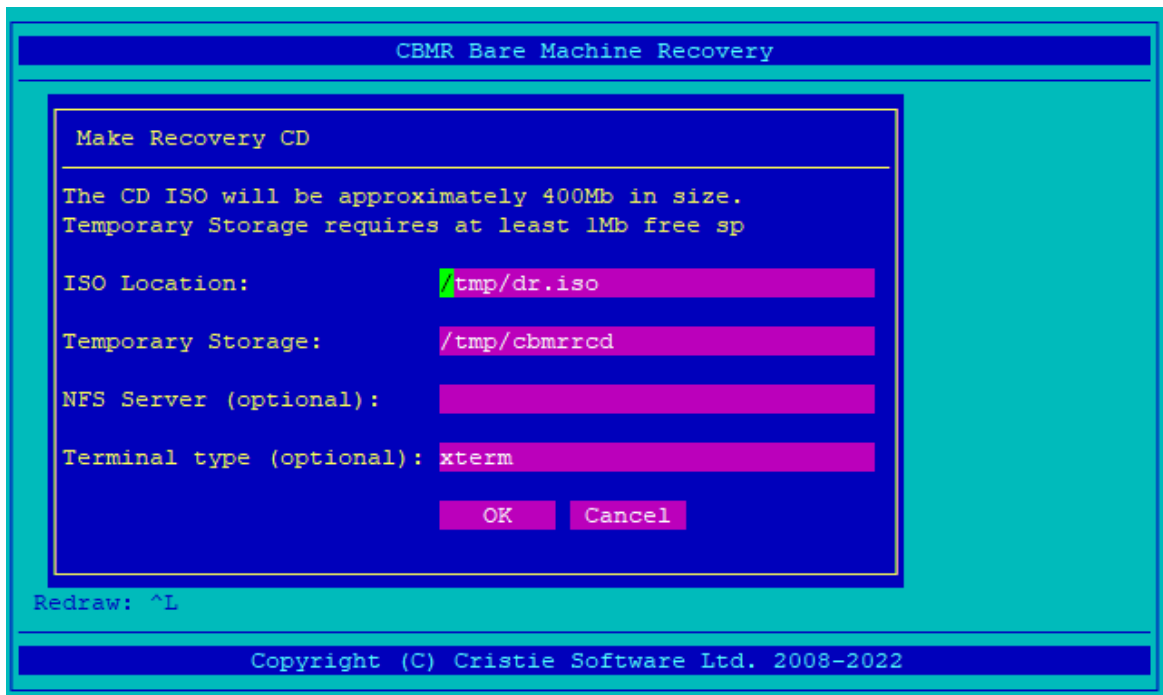 CBMR Bare Machine Recovery
Make Recovery CD
The CD ISO will be approximately 400Mb in size.
Temporary Storage requires at least 1Mb free sp
ISO Location: /tmp/dr.iso
Temporary Storage: /tmp/cbmrrcd
NFS Server (optional):
Terminal type (optional): xterm
OK Cancel
Redraw: ^L
Copyright (C) Cristie Software Ltd. 2008-2022